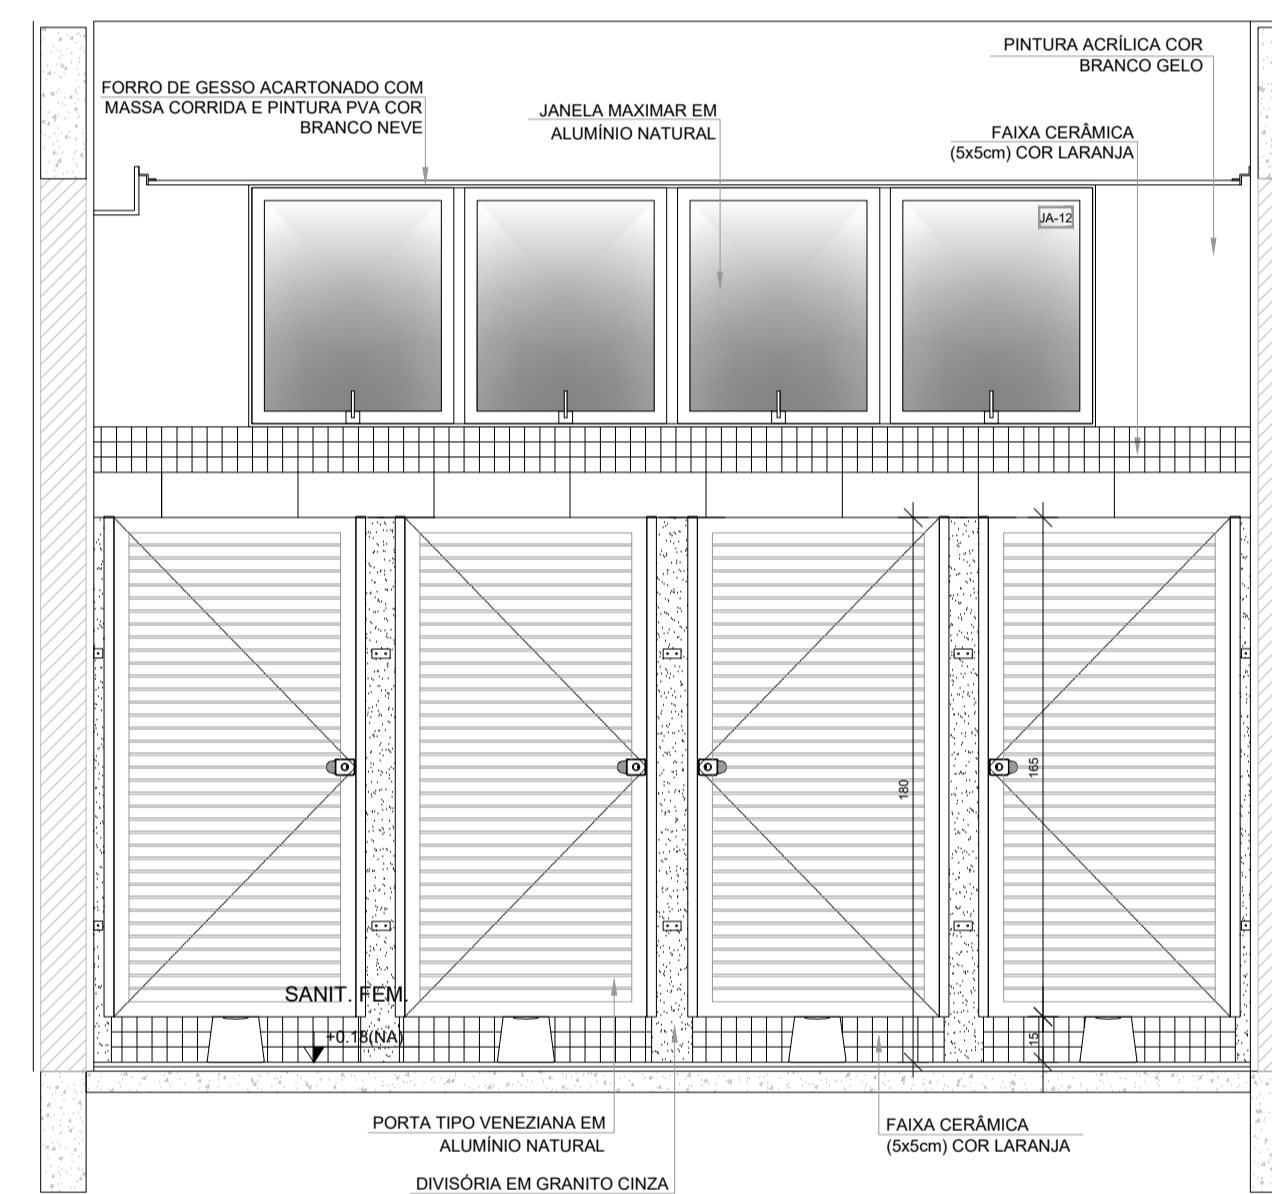 PINTURA ACRÍLICA COR
BRANCO GELO
FORRO DE GESSO ACARTONADO COM
MASSA CORRIDA E PINTURA PVA COR
BRANCO NEVE
JANELA MAXIMAR EM
ALUMÍNIO NATURAL
FAIXA CERÂMICA
(5x5cm) COR LARANJA
JA-12
180
165
SANIT. FEM.
+0.18(NA)
15
PORTA TIPO VENEZIANA EM
ALUMÍNIO NATURAL
FAIXA CERÂMICA
(5x5cm) COR LARANJA
DIVISÓRIA EM GRANITO CINZA